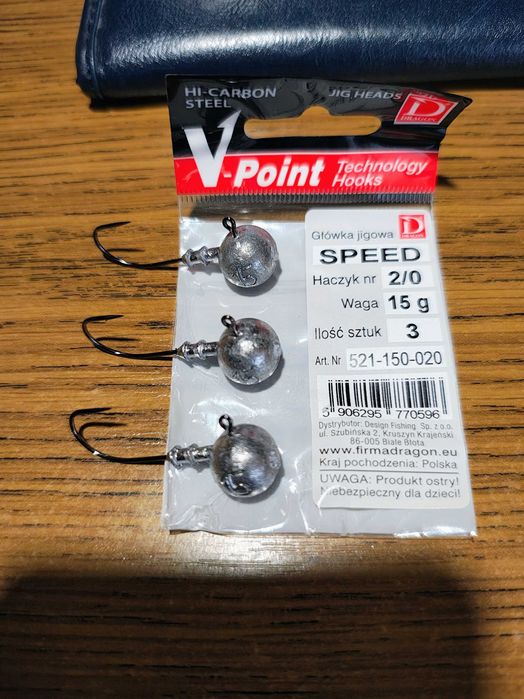 HI-CARBON
STEEL
JIG HEADS
D
DRAGON
V-Point
Technology
Hooks
D
DRAGON
Główka jigowa
SPEED
Haczyk nr 2/0
Waga 15 g
Ilość sztuk 3
Art. Nr 521-150-020
5 906295 770596
Dystrybutor: Design Fishing Sp. z o.o.
ul. Szubińska 2, Kruszyn Krajeński
86-005 Białe Błota
www.firmadragon.eu
Kraj pochodzenia: Polska
UWAGA: Produkt ostry!
Niebezpieczny dla dzieci!
15